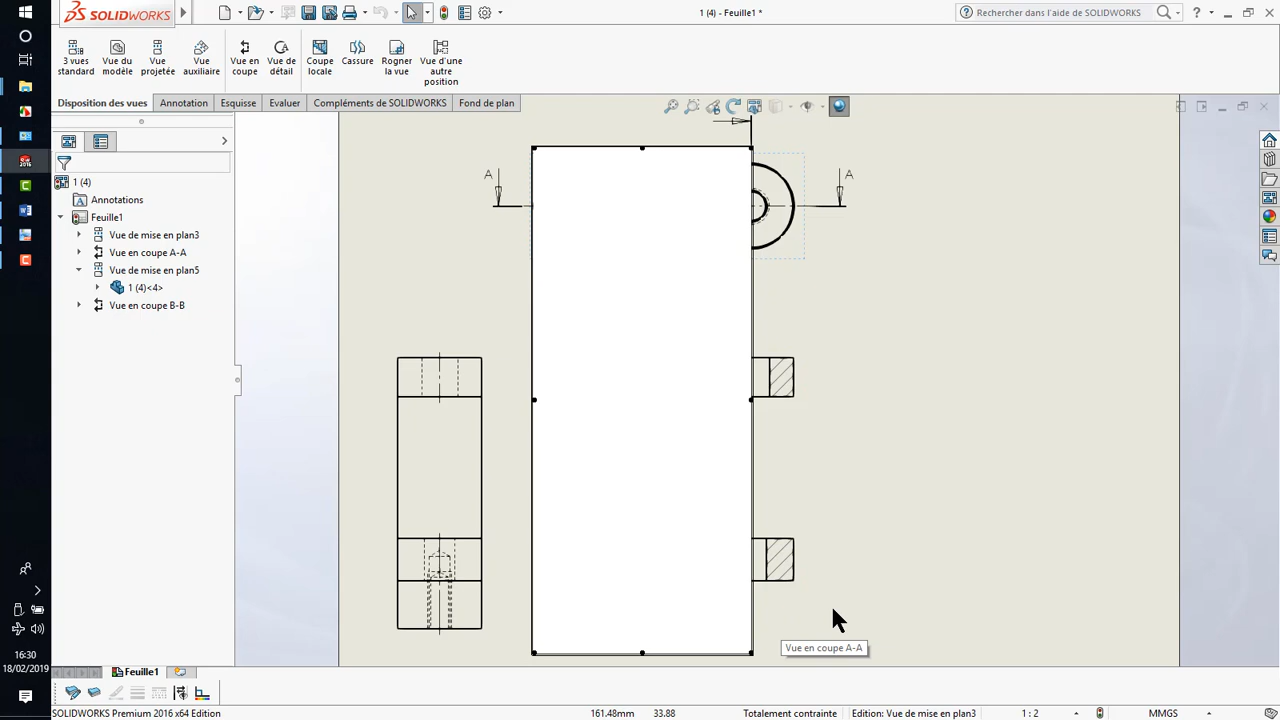 SOLIDWORKS
1 (4) - Feuille1 *
Rechercher dans l'aide de SOLIDWORKS
?
3 vues standard
Vue du modèle
Vue projetée
Vue auxiliaire
Vue en coupe
Vue de détail
Coupe locale
Cassure
Rogner la vue
Vue d'une autre position
Disposition des vues
Annotation
Esquisse
Evaluer
Compléments de SOLIDWORKS
Fond de plan
1 (4)
Annotations
Feuille1
Vue de mise en plan3
Vue en coupe A-A
Vue de mise en plan5
1 (4)<4>
Vue en coupe B-B
A
A
Vue en coupe A-A
2016
16:30
18/02/2019
Feuille1
SOLIDWORKS Premium 2016 x64 Edition
161.48mm
33.88
Totalement contrainte
Edition: Vue de mise en plan3
1 : 2
MMGS